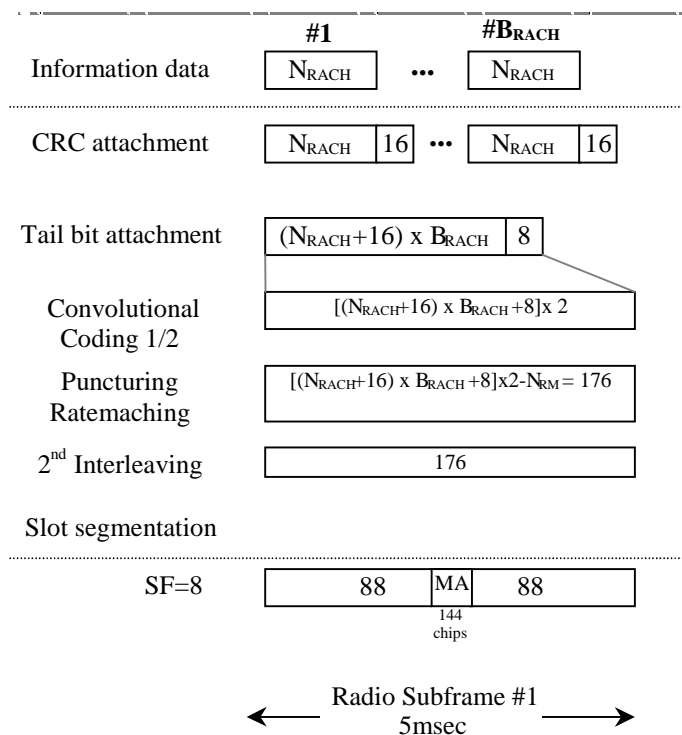 #1 #B_RACH
Information data N_RACH ... N_RACH
CRC attachment N_RACH 16 ... N_RACH 16
Tail bit attachment (N_RACH+16) x B_RACH 8
Convolutional [(N_RACH+16) x B_RACH+8]x 2
Coding 1/2
Puncturing [(N_RACH+16) x B_RACH+8]x2-N_RM = 176
Ratemaching
2nd Interleaving 176
Slot segmentation
SF=8 88 MA 88
144
chips
Radio Subframe #1
5msec